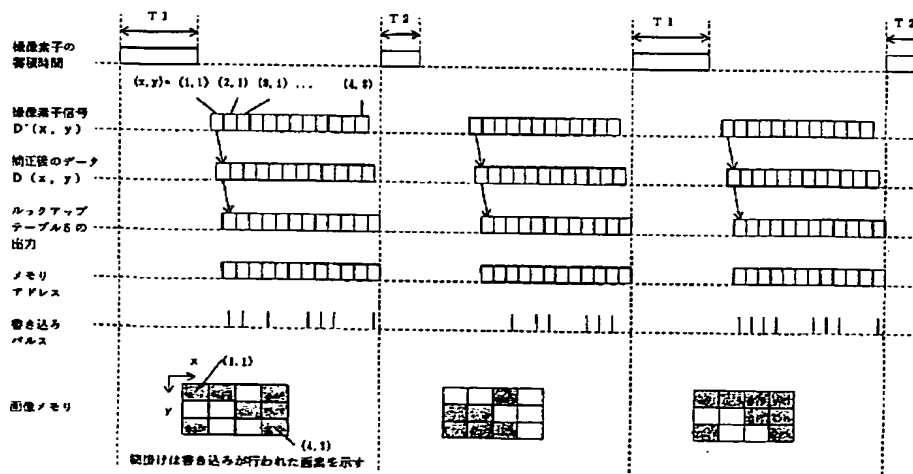 T1 T2 T1 T2
撮像素子の
蓄積時間
(x,y)= (1,1) (2,1) (3,1) ... (4,3)
撮像素子信号
D'(x, y)
補正後のデータ
D (x, y)
ルックアップ
テーブル6の
出力
メモリ
アドレス
書き込み
パルス
x (1,1)
画像メモリ
y
(4,3)
網掛けは書き込みが行われた画素を示す